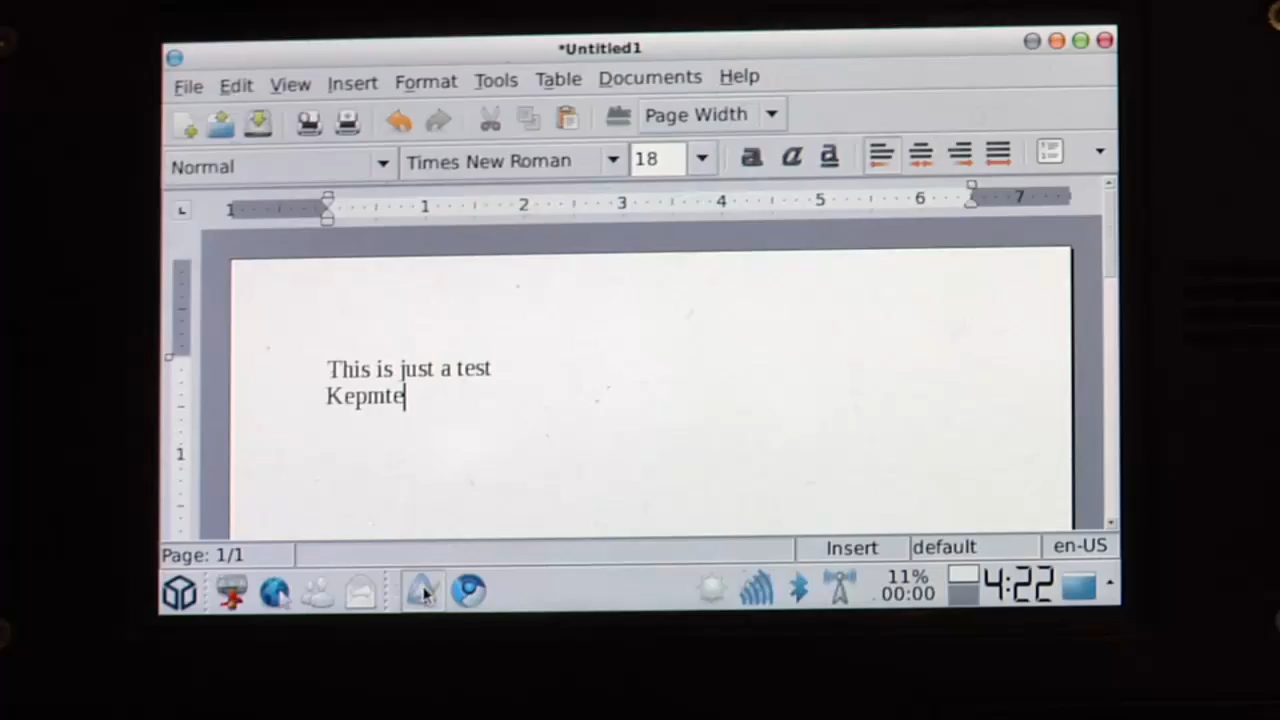 *Untitled1
File Edit View Insert Format Tools Table Documents Help
Page Width
Normal Times New Roman 18 a a a
1 1 2 3 4 5 6 7
This is just a test
Kepmte
1
Page: 1/1 Insert default en-US
11% 4:22
00:00